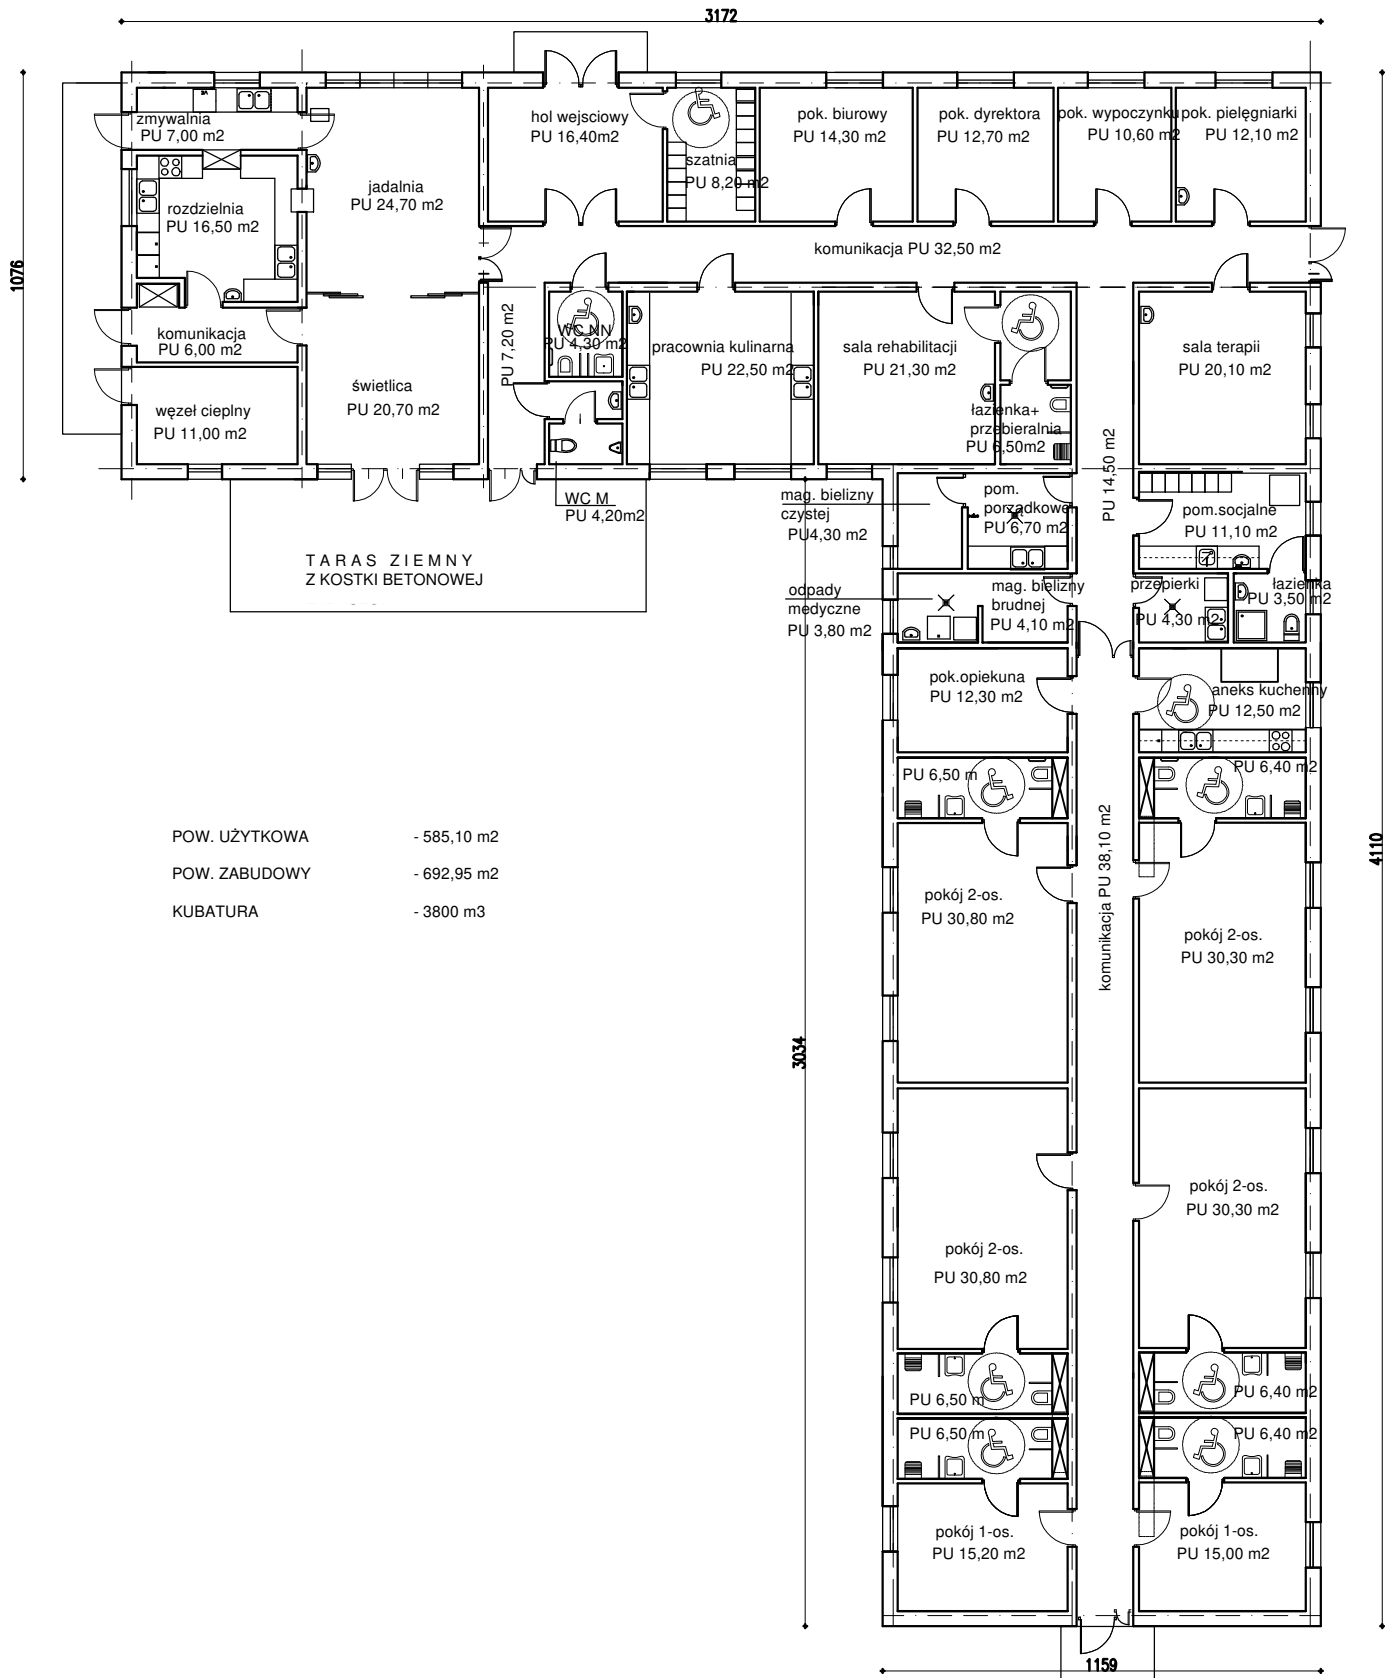 3172
1076
zmywalnia
PU 7,00 m2
rozdzielnia
PU 16,50 m2
jadalnia
PU 24,70 m2
hol wejsciowy
PU 16,40m2
szatnia
PU 8,20 m2
pok. biurowy
PU 14,30 m2
pok. dyrektora
PU 12,70 m2
pok. wypoczynku
PU 10,60 m2
pok. pielęgniarki
PU 12,10 m2
komunikacja PU 32,50 m2
komunikacja
PU 6,00 m2
węzeł cieplny
PU 11,00 m2
świetlica
PU 20,70 m2
PU 7,20 m2
WC NN
PU 4,30 m2
WC M
PU 4,20m2
pracownia kulinarna
PU 22,50 m2
sala rehabilitacji
PU 21,30 m2
łazienka+
przebieralnia
PU 6,50m2
PU 14,50 m2
sala terapii
PU 20,10 m2
TARAS ZIEMNY
Z KOSTKI BETONOWEJ
mag. bielizny
czystej
PU4,30 m2
pom.
porządkowe
PU 6,70 m2
pom.socjalne
PU 11,10 m2
odpady
medyczne
PU 3,80 m2
mag. bielizny
brudnej
PU 4,10 m2
przepierki
PU 4,30 m2
łazienka
PU 3,50 m2
pok.opiekuna
PU 12,30 m2
aneks kuchenny
PU 12,50 m2
PU 6,50 m
PU 6,40 m2
komunikacja PU 38,10 m2
POW. UŻYTKOWA - 585,10 m2
POW. ZABUDOWY - 692,95 m2
KUBATURA - 3800 m3
4110
3034
pokój 2-os.
PU 30,80 m2
pokój 2-os.
PU 30,30 m2
pokój 2-os.
PU 30,80 m2
pokój 2-os.
PU 30,30 m2
PU 6,50 m
PU 6,40 m2
PU 6,50 m
PU 6,40 m2
pokój 1-os.
PU 15,20 m2
pokój 1-os.
PU 15,00 m2
1159